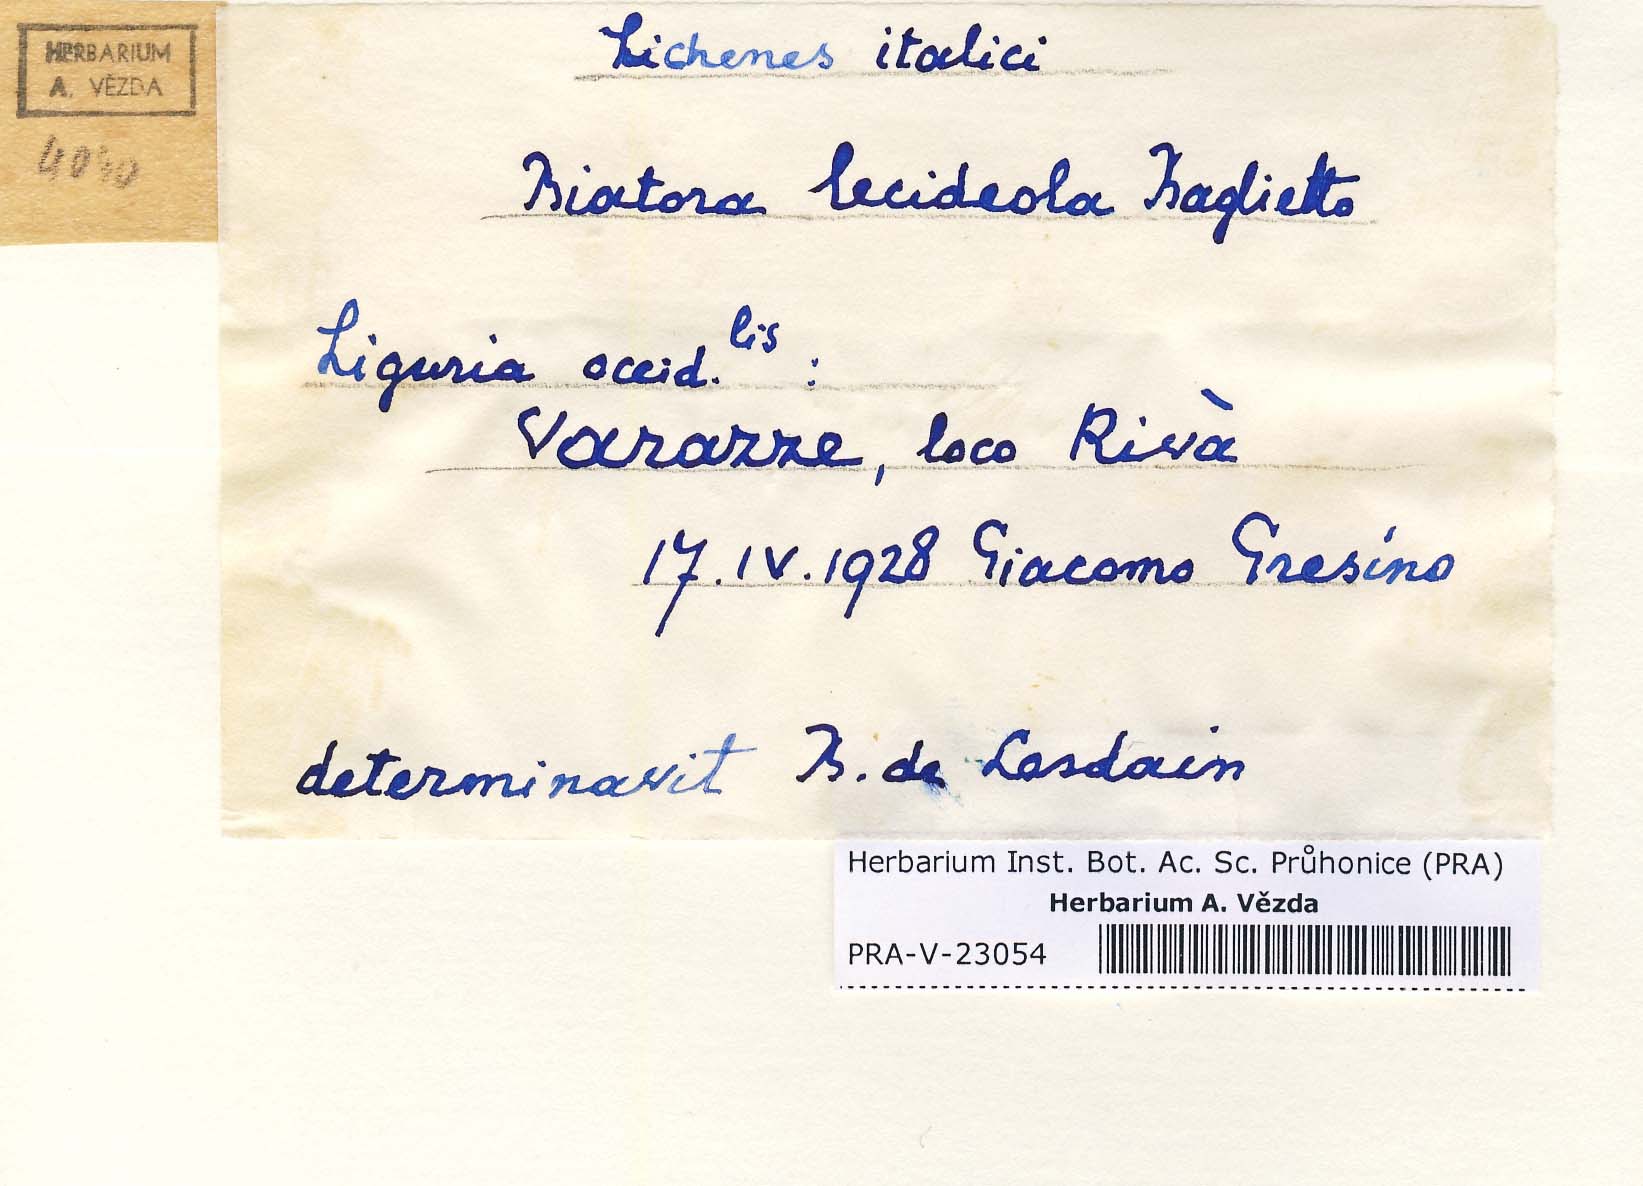 HERBARIUM
A. VĚZDA
4090
Lichenes italici
Biatora lecideola Baglietto
Liguria occid.lis :
Varazze, loco Rivà
17.IV.1928 Giacomo Gresino
determinavit B. de Lesdain
Herbarium Inst. Bot. Ac. Sc. Průhonice (PRA)
Herbarium A. Vězda
PRA-V-23054